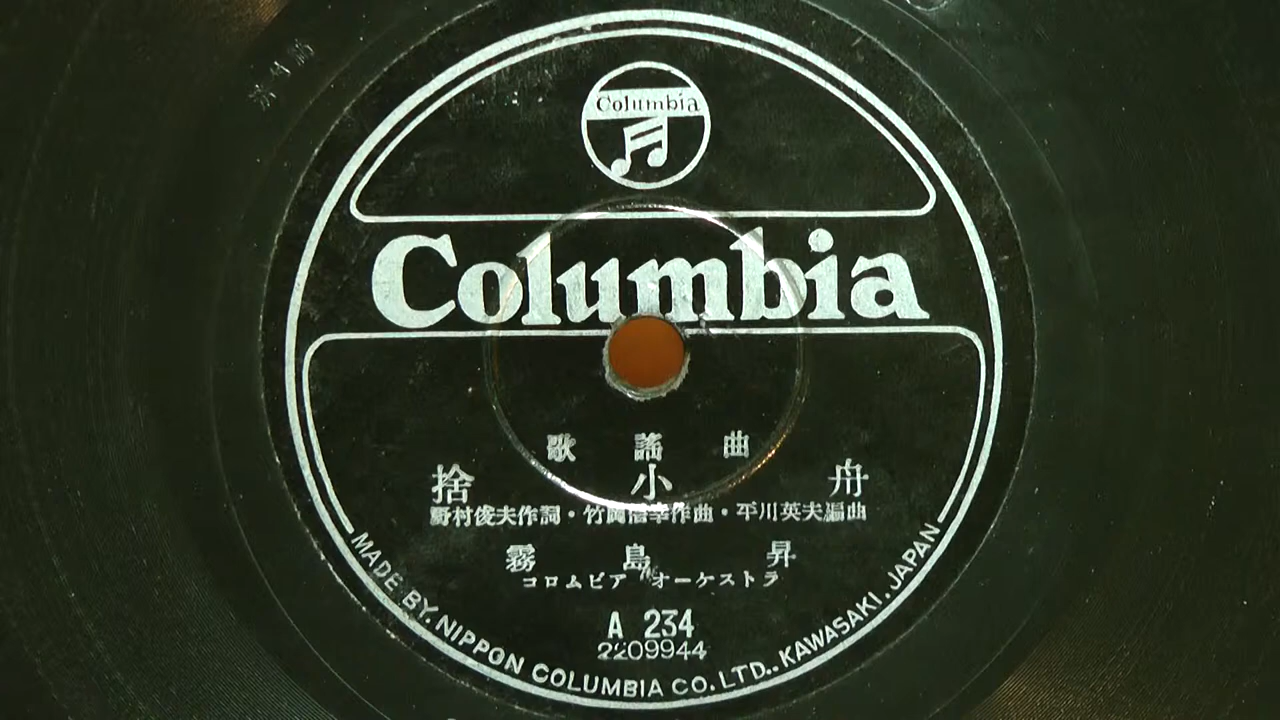 Columbia
Columbia
歌謠曲
捨小舟
野村俊夫作詞・竹岡信幸作曲・平川英夫編曲
霧島昇
コロムビア オーケストラ
A 234
2209944
MADE BY. NIPPON COLUMBIA CO. LTD., KAWASAKI. JAPAN